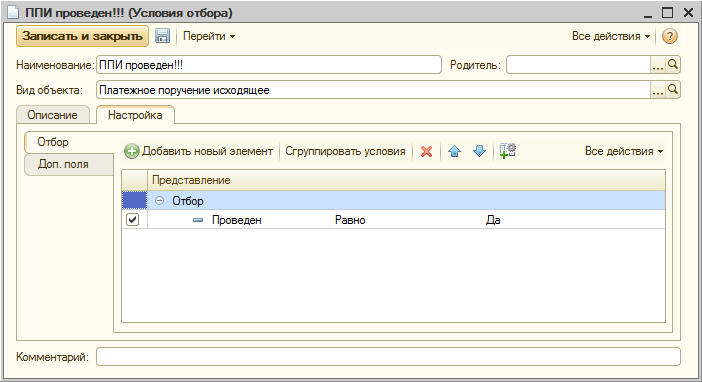 ППИ проведен!!! (Условия отбора)
Записать и закрыть Перейти Все действия ?
Наименование: ППИ проведен!!! Родитель: ...
Вид объекта: Платежное поручение исходящее ...
Описание Настройка
Отбор
Доп. поля
Добавить новый элемент Сгруппировать условия Все действия
Представление
Отбор
Проведен Равно Да
Комментарий: